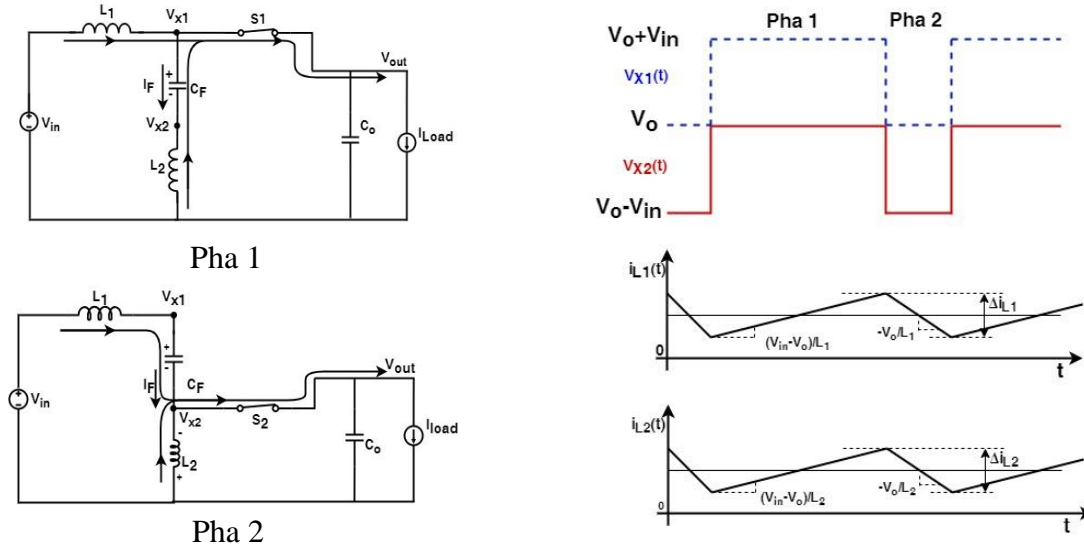 L1
Vx1
S1
IF
+
-
CF
Vout
Vin
Vx2
L2
Co
ILoad
Pha 1
L1
Vx1
+
-
IF
CF
Vout
Vin
Vx2
S2
-
L2
+
Co
Iload
Pha 2
Pha 1
Pha 2
Vo+Vin
VX1(t)
Vo
VX2(t)
Vo-Vin
iL1(t)
ΔiL1
(Vin-Vo)/L1
-Vo/L1
0
t
iL2(t)
ΔiL2
(Vin-Vo)/L2
-Vo/L2
0
t